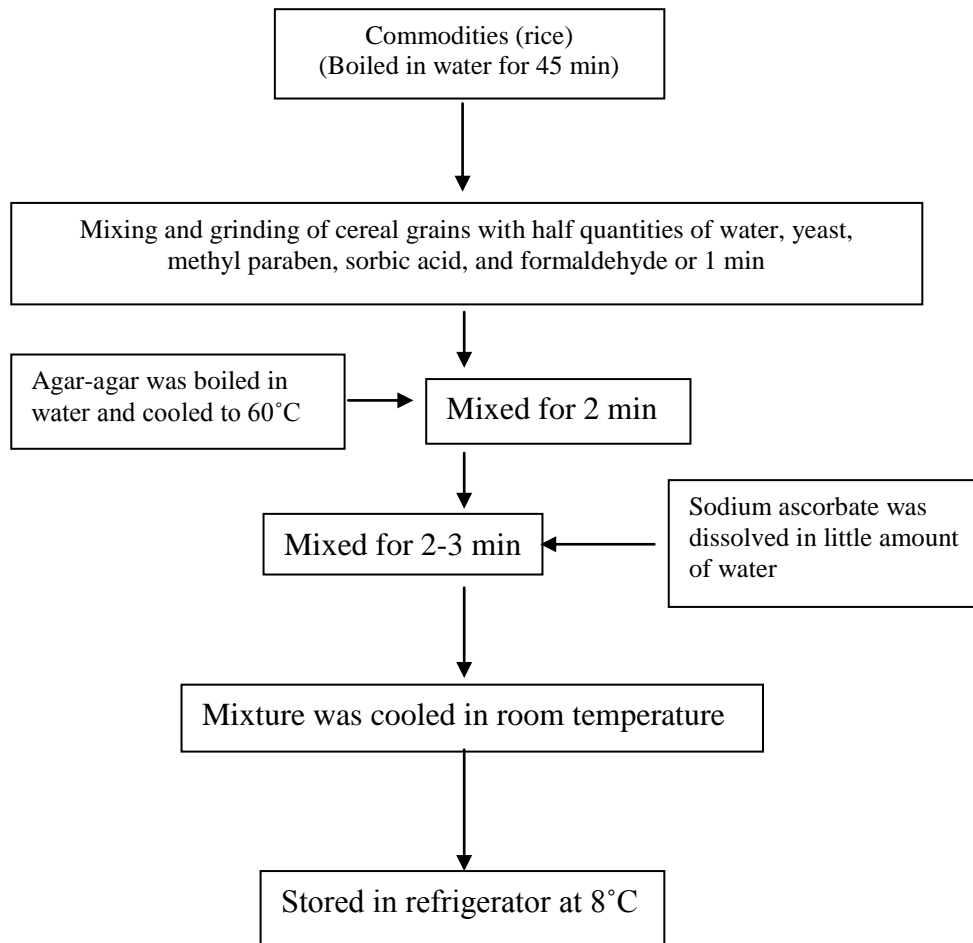 Commodities (rice)
(Boiled in water for 45 min)
Mixing and grinding of cereal grains with half quantities of water, yeast,
methyl paraben, sorbic acid, and formaldehyde or 1 min
Agar-agar was boiled in
water and cooled to 60˚C
Mixed for 2 min
Mixed for 2-3 min
Sodium ascorbate was
dissolved in little amount
of water
Mixture was cooled in room temperature
Stored in refrigerator at 8˚C